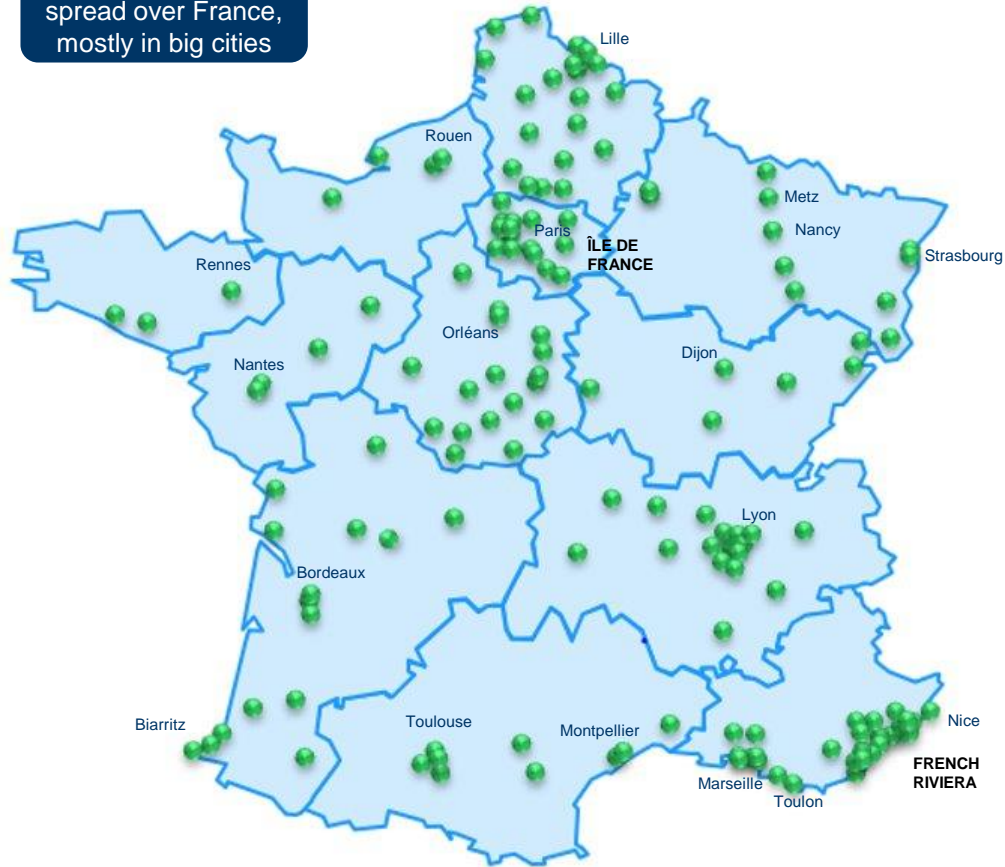 spread over France,
mostly in big cities
Lille
Rouen
Metz
Paris
Nancy
ÎLE DE
FRANCE
Strasbourg
Rennes
Orléans
Dijon
Nantes
Lyon
Bordeaux
Biarritz
Toulouse
Montpellier
Nice
FRENCH
RIVIERA
Marseille
Toulon